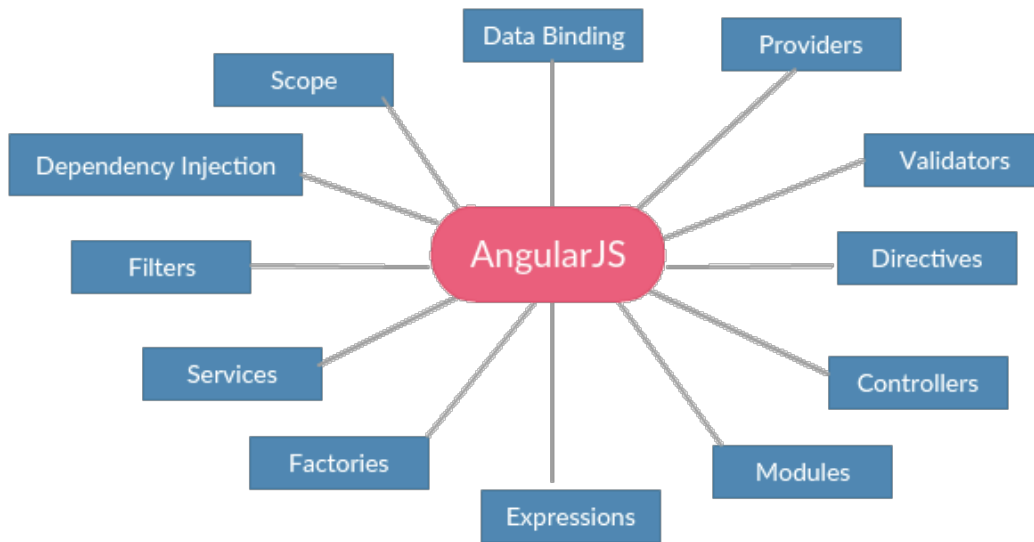 Data Binding
Providers
Scope
Dependency Injection
Validators
AngularJS
Filters
Directives
Services
Controllers
Factories
Modules
Expressions